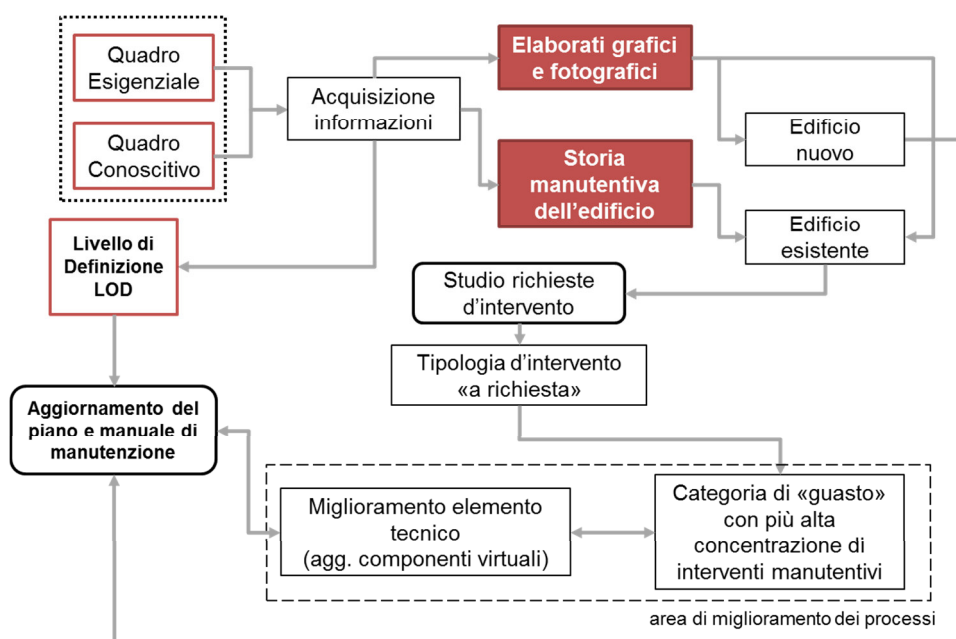 Quadro
Esigenziale
Quadro
Conoscitivo
Acquisizione
informazioni
Elaborati grafici
e fotografici
Storia
manutentiva
dell’edificio
Edificio
nuovo
Edificio
esistente
Livello di
Definizione
LOD
Studio richieste
d’intervento
Tipologia d’intervento
«a richiesta»
Aggiornamento del
piano e manuale di
manutenzione
Miglioramento elemento
tecnico
(agg. componenti virtuali)
Categoria di «guasto»
con più alta
concentrazione di
interventi manutentivi
area di miglioramento dei processi